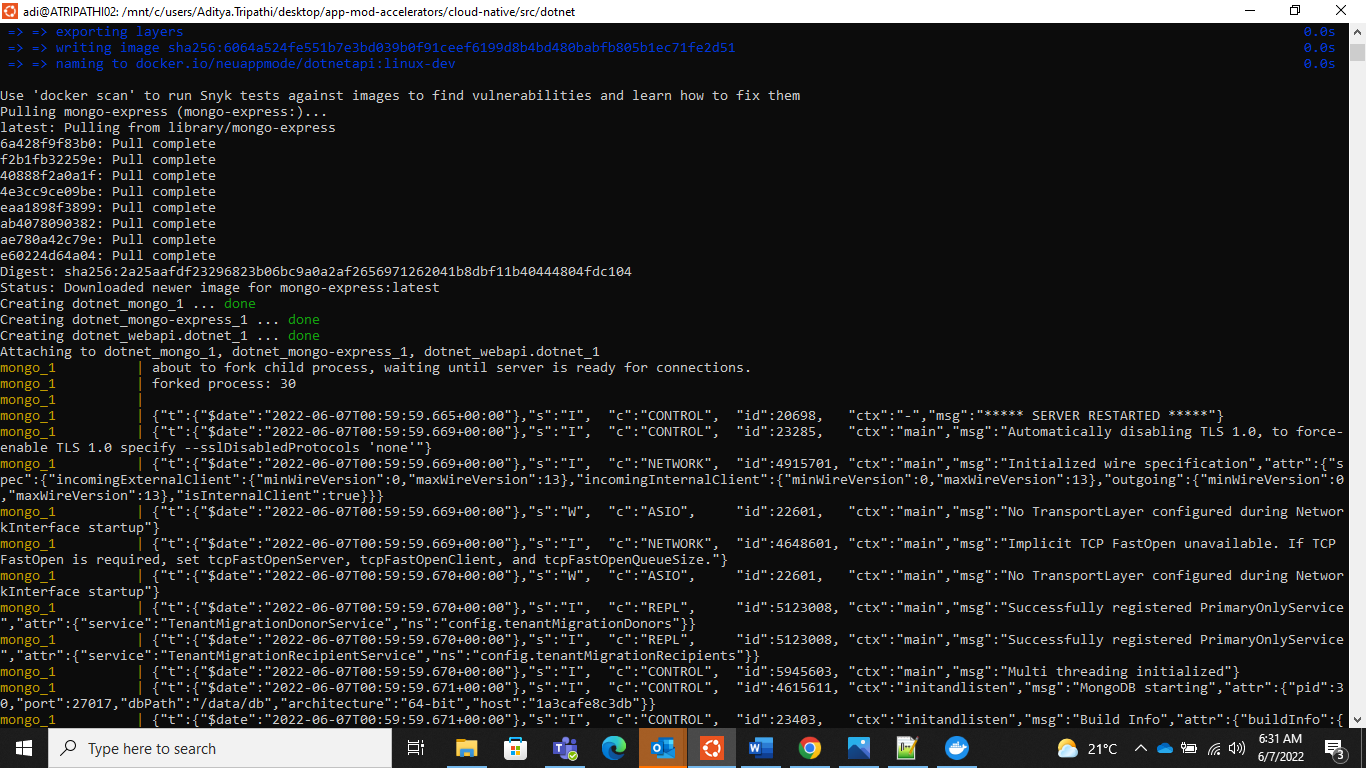 adi@ATRIPATHI02: /mnt/c/users/Aditya.Tripathi/desktop/app-mod-accelerators/cloud-native/src/dotnet
=> => exporting layers 0.0s
=> => writing image sha256:6064a524fe551b7e3bd039b0f91ceef6199d8b4bd480babfb805b1ec71fe2d51 0.0s
=> => naming to docker.io/neuappmode/dotnetapi:linux-dev 0.0s
Use 'docker scan' to run Snyk tests against images to find vulnerabilities and learn how to fix them
Pulling mongo-express (mongo-express:)...
latest: Pulling from library/mongo-express
6a428f9f83b0: Pull complete
f2b1fb32259e: Pull complete
40888f2a0a1f: Pull complete
4e3cc9ce09be: Pull complete
eaa1898f3899: Pull complete
ab4078090382: Pull complete
ae780a42c79e: Pull complete
e60224d64a04: Pull complete
Digest: sha256:2a25aafdf23296823b06bc9a0a2af2656971262041b8dbf11b40444804fdc104
Status: Downloaded newer image for mongo-express:latest
Creating dotnet_mongo_1 ... done
Creating dotnet_mongo-express_1 ... done
Creating dotnet_webapi.dotnet_1 ... done
Attaching to dotnet_mongo_1, dotnet_mongo-express_1, dotnet_webapi.dotnet_1
mongo_1 | about to fork child process, waiting until server is ready for connections.
mongo_1 | forked process: 30
mongo_1 |
mongo_1 | {"t":{"$date":"2022-06-07T00:59:59.665+00:00"},"s":"I", "c":"CONTROL", "id":20698, "ctx":"-","msg":"***** SERVER RESTARTED *****"}
mongo_1 | {"t":{"$date":"2022-06-07T00:59:59.669+00:00"},"s":"I", "c":"CONTROL", "id":23285, "ctx":"main","msg":"Automatically disabling TLS 1.0, to force-
enable TLS 1.0 specify --sslDisabledProtocols 'none'"}
mongo_1 | {"t":{"$date":"2022-06-07T00:59:59.669+00:00"},"s":"I", "c":"NETWORK", "id":4915701, "ctx":"main","msg":"Initialized wire specification","attr":{"s
pec":{"incomingExternalClient":{"minWireVersion":0,"maxWireVersion":13},"incomingInternalClient":{"minWireVersion":0,"maxWireVersion":13},"outgoing":{"minWireVersion":0
,"maxWireVersion":13},"isInternalClient":true}}}
mongo_1 | {"t":{"$date":"2022-06-07T00:59:59.669+00:00"},"s":"W", "c":"ASIO", "id":22601, "ctx":"main","msg":"No TransportLayer configured during Networ
kInterface startup"}
mongo_1 | {"t":{"$date":"2022-06-07T00:59:59.669+00:00"},"s":"I", "c":"NETWORK", "id":4648601, "ctx":"main","msg":"Implicit TCP FastOpen unavailable. If TCP
FastOpen is required, set tcpFastOpenServer, tcpFastOpenClient, and tcpFastOpenQueueSize."}
mongo_1 | {"t":{"$date":"2022-06-07T00:59:59.670+00:00"},"s":"W", "c":"ASIO", "id":22601, "ctx":"main","msg":"No TransportLayer configured during Networ
kInterface startup"}
mongo_1 | {"t":{"$date":"2022-06-07T00:59:59.670+00:00"},"s":"I", "c":"REPL", "id":5123008, "ctx":"main","msg":"Successfully registered PrimaryOnlyService
","attr":{"service":"TenantMigrationDonorService","ns":"config.tenantMigrationDonors"}}
mongo_1 | {"t":{"$date":"2022-06-07T00:59:59.670+00:00"},"s":"I", "c":"REPL", "id":5123008, "ctx":"main","msg":"Successfully registered PrimaryOnlyService
","attr":{"service":"TenantMigrationRecipientService","ns":"config.tenantMigrationRecipients"}}
mongo_1 | {"t":{"$date":"2022-06-07T00:59:59.670+00:00"},"s":"I", "c":"CONTROL", "id":5945603, "ctx":"main","msg":"Multi threading initialized"}
mongo_1 | {"t":{"$date":"2022-06-07T00:59:59.671+00:00"},"s":"I", "c":"CONTROL", "id":4615611, "ctx":"initandlisten","msg":"MongoDB starting","attr":{"pid":3
0,"port":27017,"dbPath":"/data/db","architecture":"64-bit","host":"1a3cafe8c3db"}}
mongo_1 | {"t":{"$date":"2022-06-07T00:59:59.671+00:00"},"s":"I", "c":"CONTROL", "id":23403, "ctx":"initandlisten","msg":"Build Info","attr":{"buildInfo":{
Type here to search
21°C
6:31 AM
6/7/2022
3